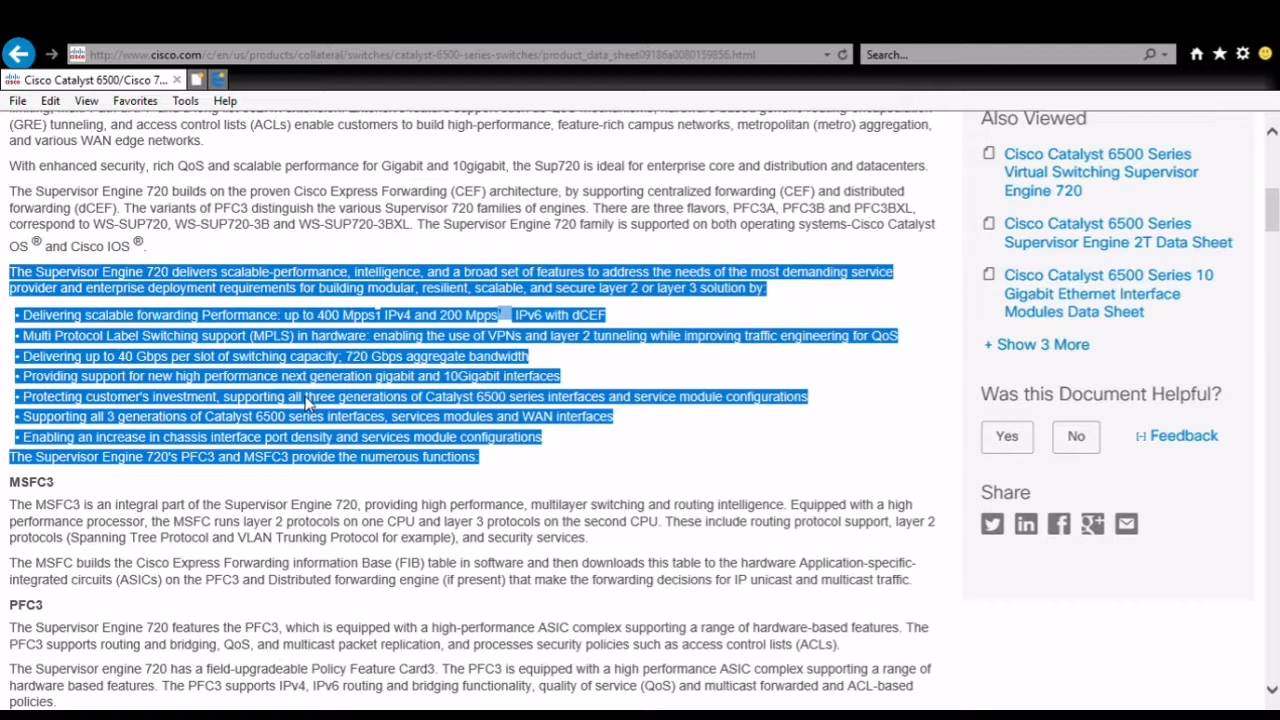 http://www.cisco.com/c/en/us/products/collateral/switches/catalyst-6500-series-switches/product_data_sheet09186a0080159856.html
Search...
Cisco Catalyst 6500/Cisco 7...
File Edit View Favorites Tools Help
(GRE) tunneling, and access control lists (ACLs) enable customers to build high-performance, feature-rich campus networks, metropolitan (metro) aggregation,
and various WAN edge networks.
With enhanced security, rich QoS and scalable performance for Gigabit and 10gigabit, the Sup720 is ideal for enterprise core and distribution and datacenters.
The Supervisor Engine 720 builds on the proven Cisco Express Forwarding (CEF) architecture, by supporting centralized forwarding (CEF) and distributed
forwarding (dCEF). The variants of PFC3 distinguish the various Supervisor 720 families of engines. There are three flavors, PFC3A, PFC3B and PFC3BXL,
correspond to WS-SUP720, WS-SUP720-3B and WS-SUP720-3BXL. The Supervisor Engine 720 family is supported on both operating systems-Cisco Catalyst
OS ® and Cisco IOS ®.
The Supervisor Engine 720 delivers scalable-performance, intelligence, and a broad set of features to address the needs of the most demanding service
provider and enterprise deployment requirements for building modular, resilient, scalable, and secure layer 2 or layer 3 solution by:
• Delivering scalable forwarding Performance: up to 400 Mpps1 IPv4 and 200 Mpps IPv6 with dCEF
• Multi Protocol Label Switching support (MPLS) in hardware: enabling the use of VPNs and layer 2 tunneling while improving traffic engineering for QoS
• Delivering up to 40 Gbps per slot of switching capacity; 720 Gbps aggregate bandwidth
• Providing support for new high performance next generation gigabit and 10Gigabit interfaces
• Protecting customer's investment, supporting all three generations of Catalyst 6500 series interfaces and service module configurations
• Supporting all 3 generations of Catalyst 6500 series interfaces, services modules and WAN interfaces
• Enabling an increase in chassis interface port density and services module configurations
The Supervisor Engine 720's PFC3 and MSFC3 provide the numerous functions:
MSFC3
The MSFC3 is an integral part of the Supervisor Engine 720, providing high performance, multilayer switching and routing intelligence. Equipped with a high
performance processor, the MSFC runs layer 2 protocols on one CPU and layer 3 protocols on the second CPU. These include routing protocol support, layer 2
protocols (Spanning Tree Protocol and VLAN Trunking Protocol for example), and security services.
The MSFC builds the Cisco Express Forwarding information Base (FIB) table in software and then downloads this table to the hardware Application-specific-
integrated circuits (ASICs) on the PFC3 and Distributed forwarding engine (if present) that make the forwarding decisions for IP unicast and multicast traffic.
PFC3
The Supervisor Engine 720 features the PFC3, which is equipped with a high-performance ASIC complex supporting a range of hardware-based features. The
PFC3 supports routing and bridging, QoS, and multicast packet replication, and processes security policies such as access control lists (ACLs).
The Supervisor engine 720 has a field-upgradeable Policy Feature Card3. The PFC3 is equipped with a high performance ASIC complex supporting a range of
hardware based features. The PFC3 supports IPv4, IPv6 routing and bridging functionality, quality of service (QoS) and multicast forwarded and ACL-based
policies.
Also Viewed
Cisco Catalyst 6500 Series
Virtual Switching Supervisor
Engine 720
Cisco Catalyst 6500 Series
Supervisor Engine 2T Data Sheet
Cisco Catalyst 6500 Series 10
Gigabit Ethernet Interface
Modules Data Sheet
+ Show 3 More
Was this Document Helpful?
Yes No [-] Feedback
Share